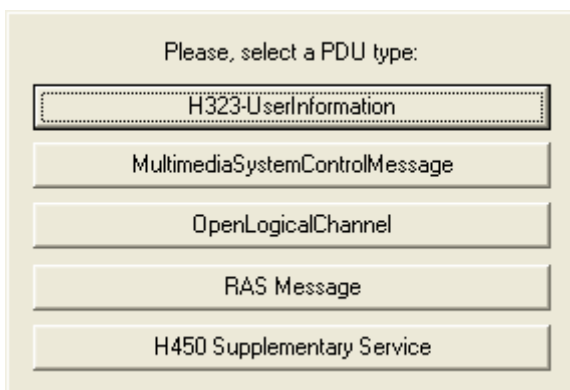 Please, select a PDU type:
H323-UserInformation
MultimediaSystemControlMessage
OpenLogicalChannel
RAS Message
H450 Supplementary Service